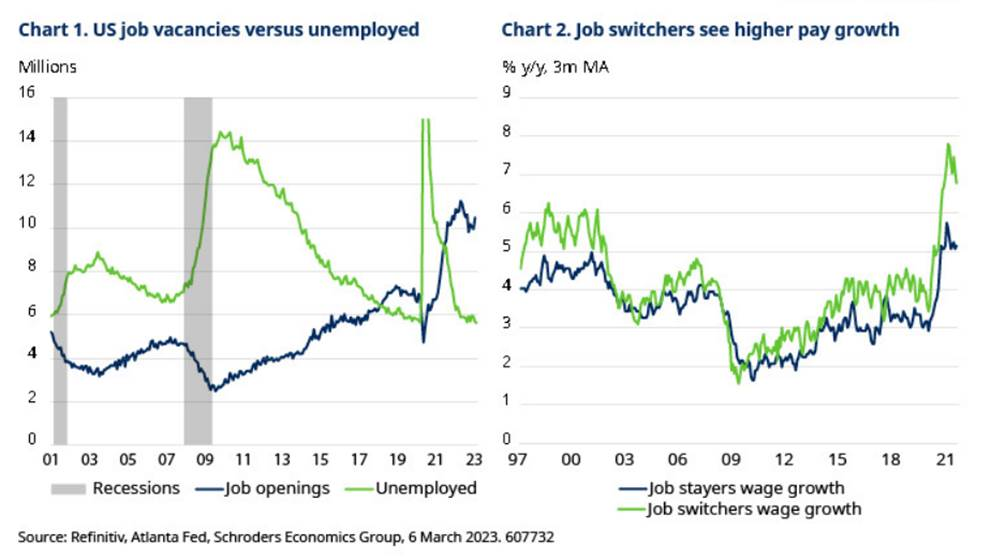 Chart 1. US job vacancies versus unemployed
Millions
16
14
12
10
8
6
4
2
0
01 03 05 07 09 11 13 15 17 19 21 23
Recessions Job openings Unemployed
Chart 2. Job switchers see higher pay growth
% y/y, 3m MA
9
8
7
6
5
4
3
2
1
0
97 00 03 06 09 12 15 18 21
Job stayers wage growth
Job switchers wage growth
Source: Refinitiv, Atlanta Fed, Schroders Economics Group, 6 March 2023. 607732